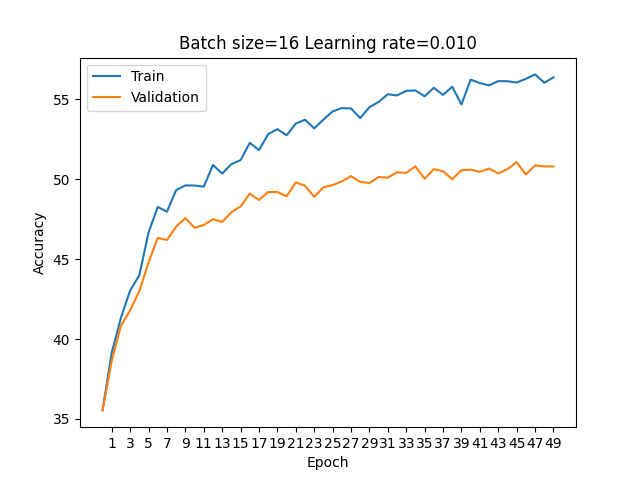 Batch size=16 Learning rate=0.010
Train
Validation
Accuracy
55
50
45
40
35
1 3 5 7 9 11 13 15 17 19 21 23 25 27 29 31 33 35 37 39 41 43 45 47 49
Epoch